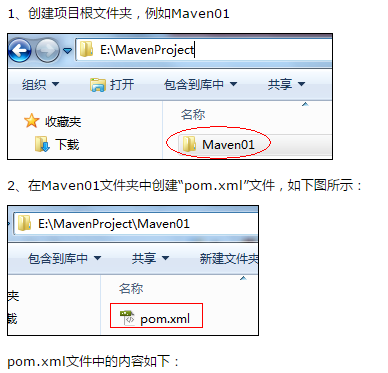 1、创建项目根文件夹，例如Maven01
E:\MavenProject
组织 打开 包含到库中 共享
收藏夹
下载
名称
Maven01
2、在Maven01文件夹中创建“pom.xml”文件，如下图所示：
E:\MavenProject\Maven01
包含到库中 共享 新建文件夹
夹
载
名称
pom.xml
pom.xml文件中的内容如下：